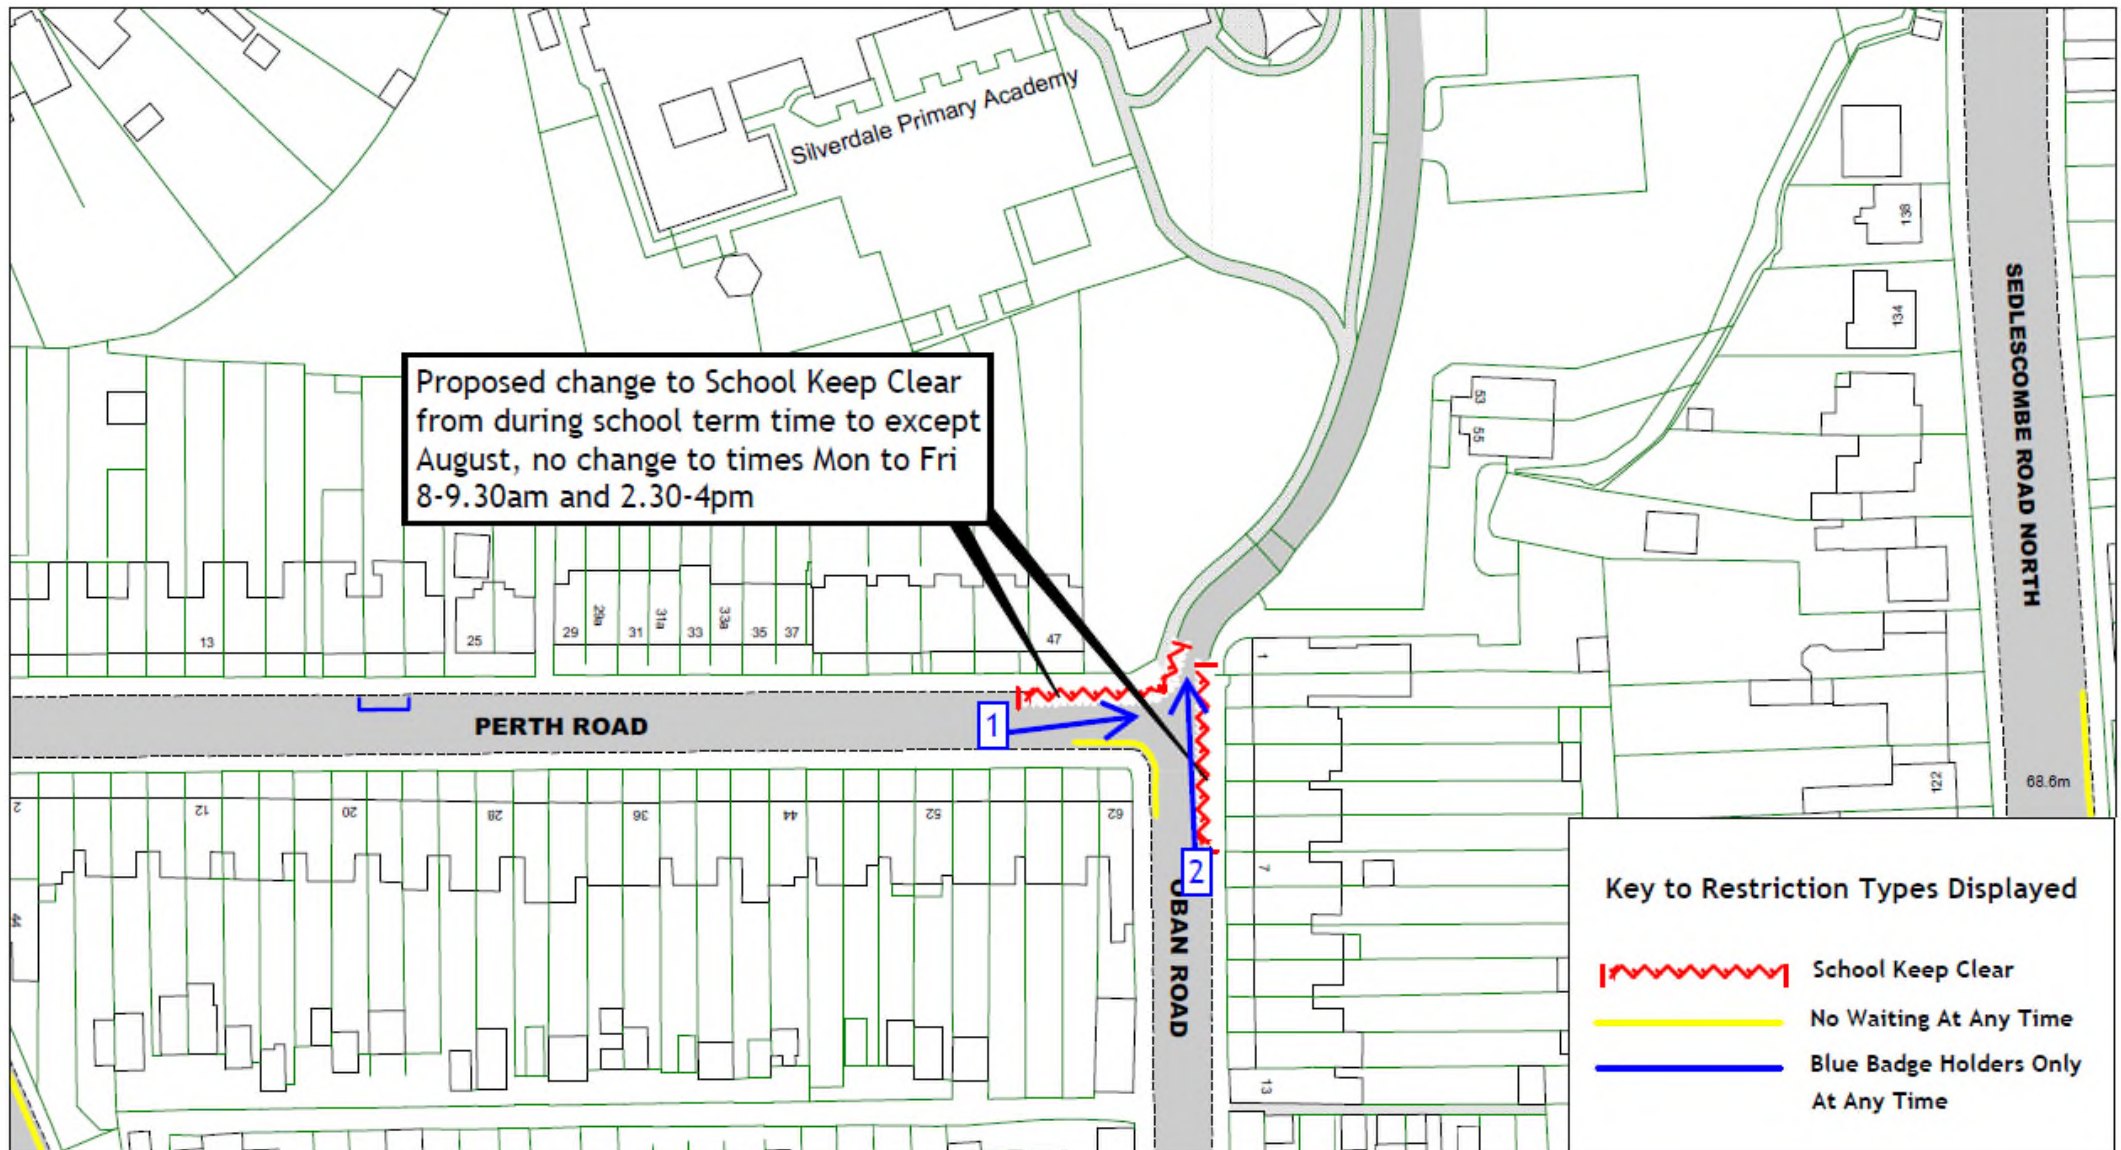 Silverdale Primary Academy
138
134
SEDLESCOMBE ROAD NORTH
Proposed change to School Keep Clear
from during school term time to except
August, no change to times Mon to Fri
8-9.30am and 2.30-4pm
53
55
13
25
29
29a
31
31a
33
33a
35
37
47
1
1
PERTH ROAD
2
12
20
28
36
44
52
62
122
68.6m
7
2
OBAN ROAD
13
Key to Restriction Types Displayed
School Keep Clear
No Waiting At Any Time
Blue Badge Holders Only
At Any Time